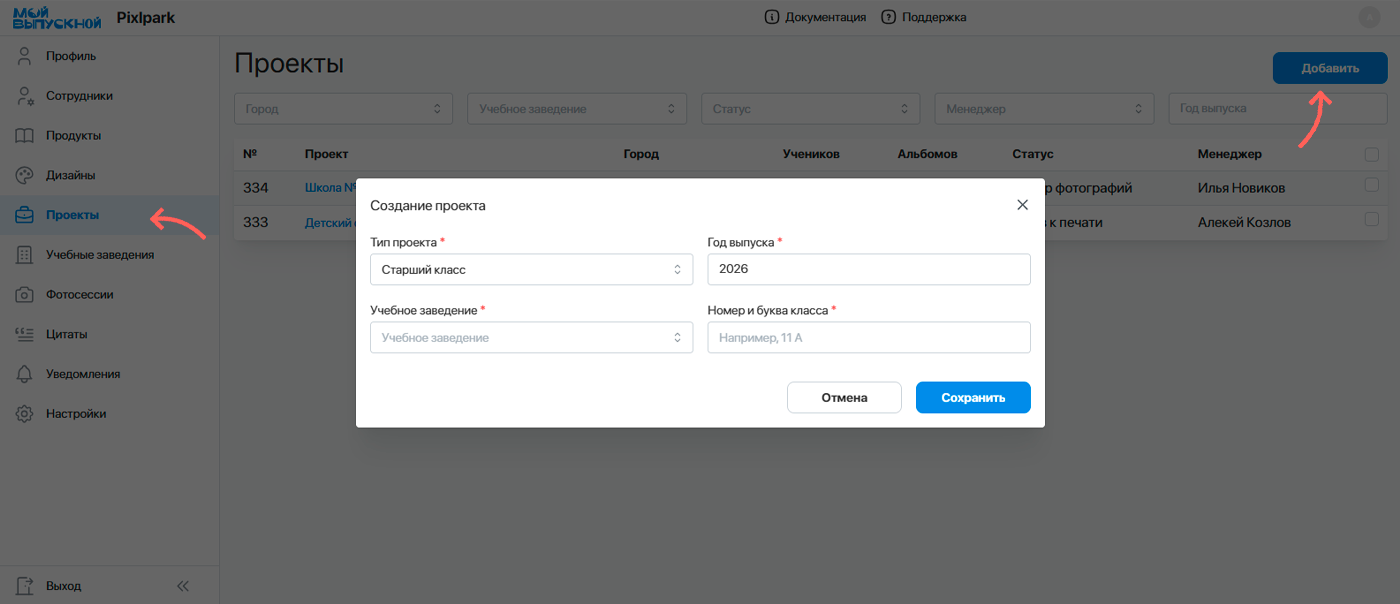 МОЙ ВЫПУСКНОЙ
Pixlpark
Документация
Поддержка
Профиль
Сотрудники
Продукты
Дизайны
Проекты
Учебные заведения
Фотосессии
Цитаты
Уведомления
Настройки
Выход
Проекты
Добавить
Город
Учебное заведение
Статус
Менеджер
Год выпуска
№ Проект Город Учеников Альбомов Статус Менеджер
334 Школа № фотографий Илья Новиков
333 Детский к печати Алекей Козлов
Создание проекта
Тип проекта *
Старший класс
Год выпуска *
2026
Учебное заведение *
Учебное заведение
Номер и буква класса *
Например, 11 А
Отмена
Сохранить